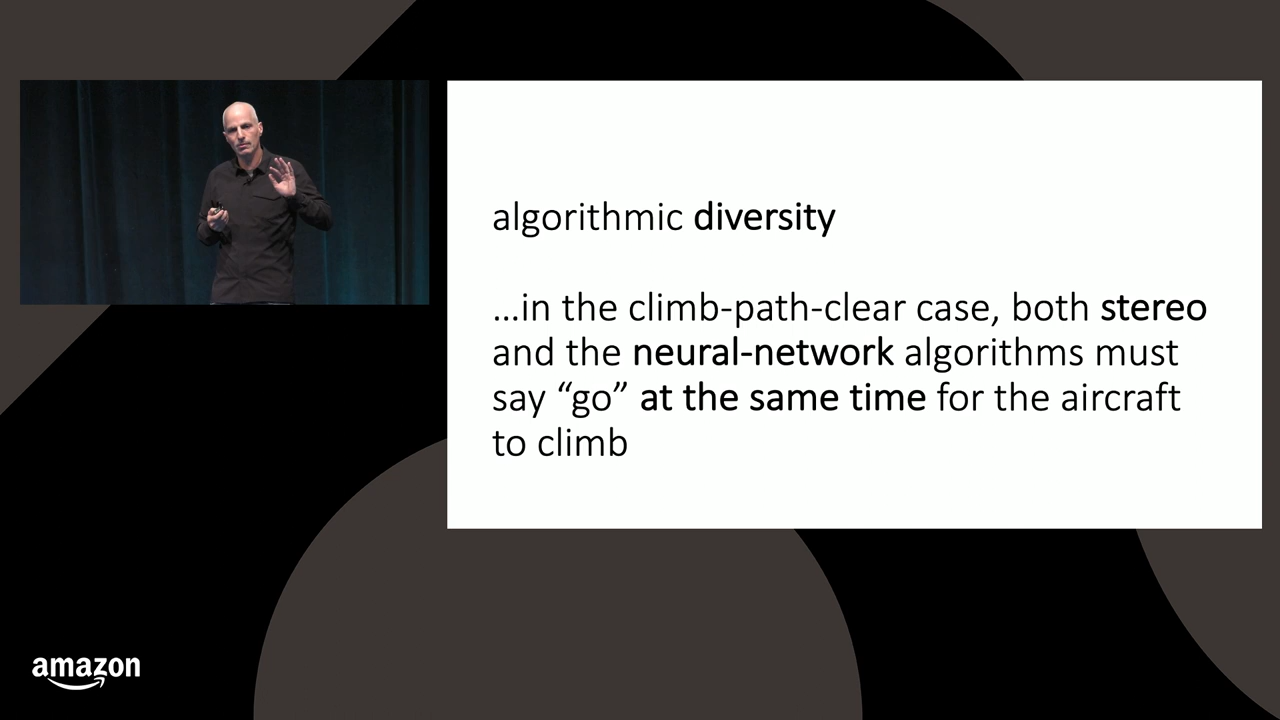 algorithmic diversity
…in the climb-path-clear case, both stereo
and the neural-network algorithms must
say “go” at the same time for the aircraft
to climb
amazon